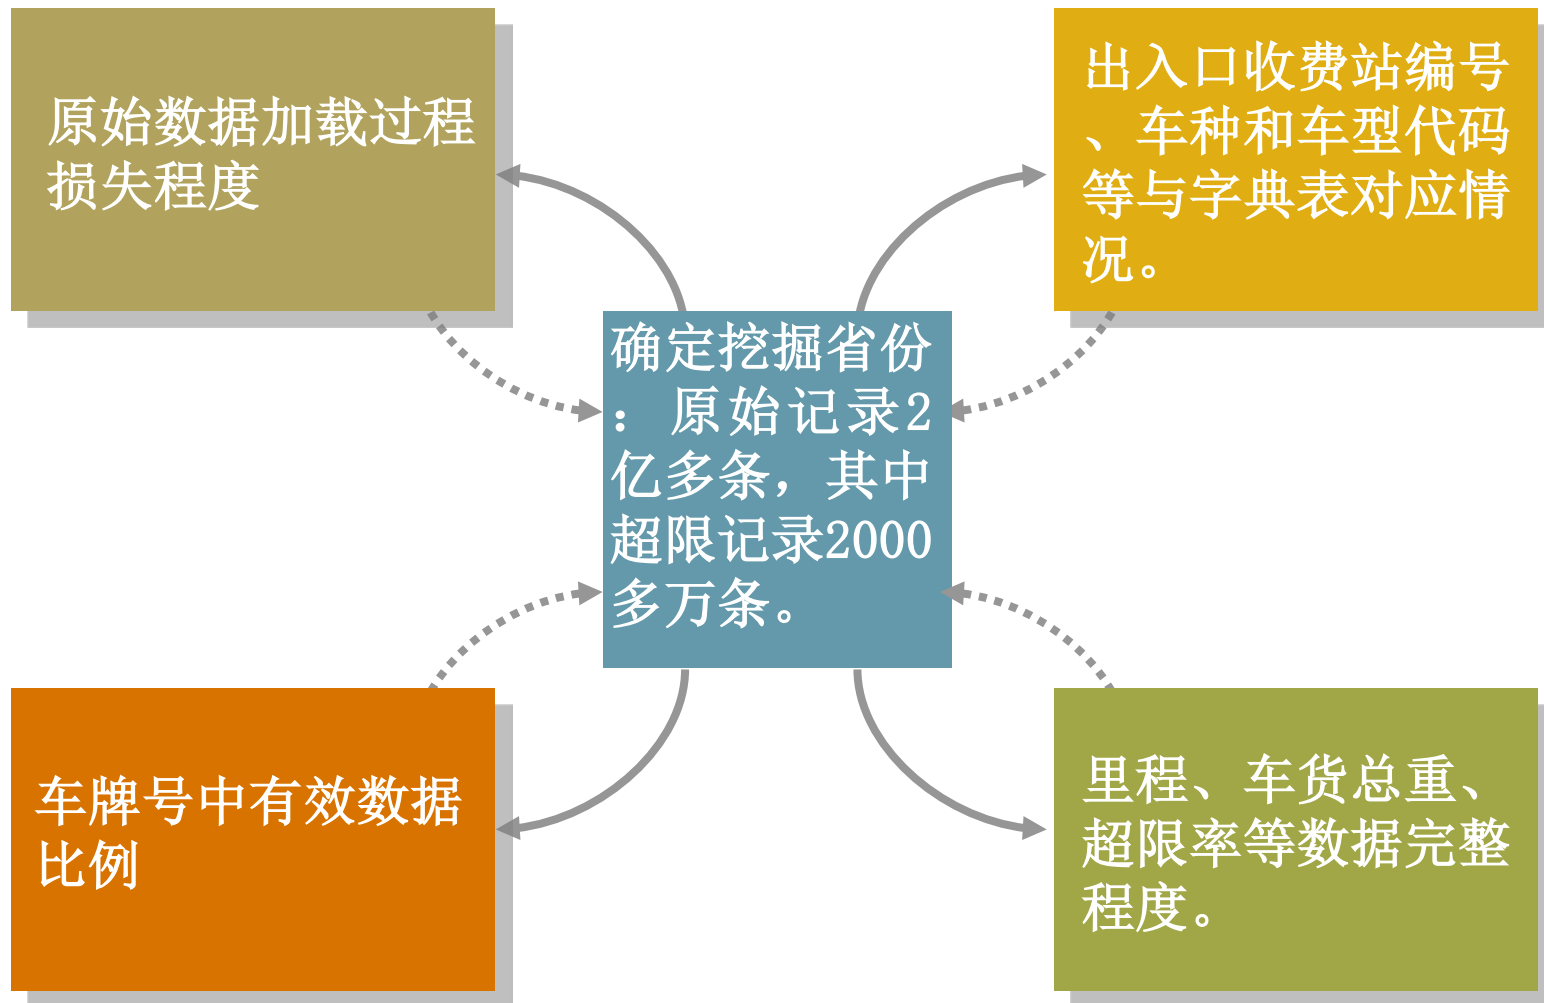 原始数据加载过程
损失程度
出入口收费站编号
、车种和车型代码
等与字典表对应情
况。
确定挖掘省份
：原始记录2
亿多条，其中
超限记录2000
多万条。
车牌号中有效数据
比例
里程、车货总重、
超限率等数据完整
程度。